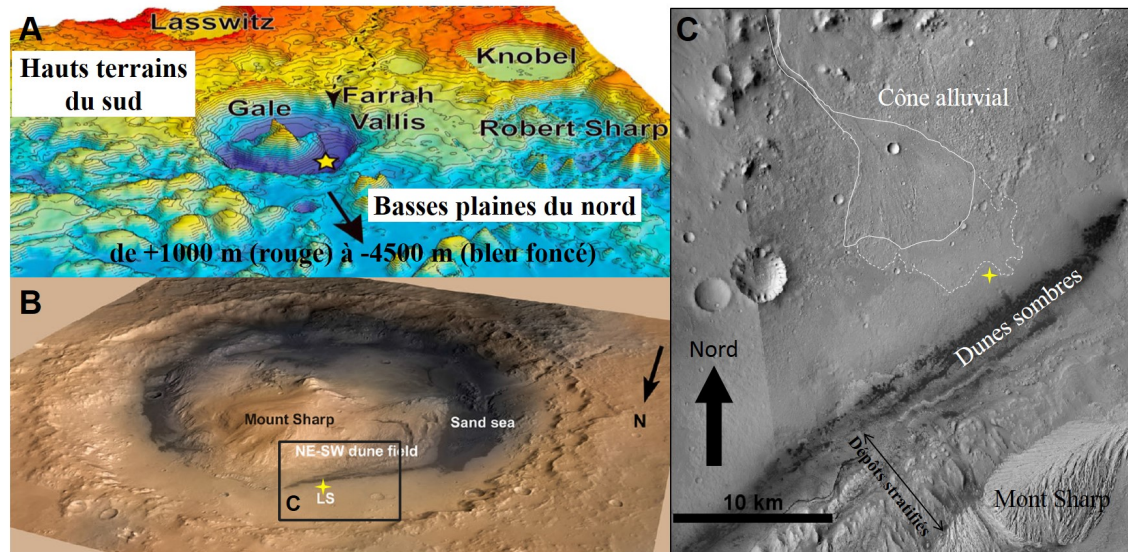 A
Lasswitz
Hauts terrains
du sud
Knobel
Gale
Farrah
Vallis
Robert Sharp
Basses plaines du nord
de +1000 m (rouge) à -4500 m (bleu foncé)
B
Mount Sharp
Sand sea
N
NE-SW dune field
C
LS
C
Cône alluvial
Dunes sombres
Nord
Dépôts stratifiés
10 km
Mont Sharp